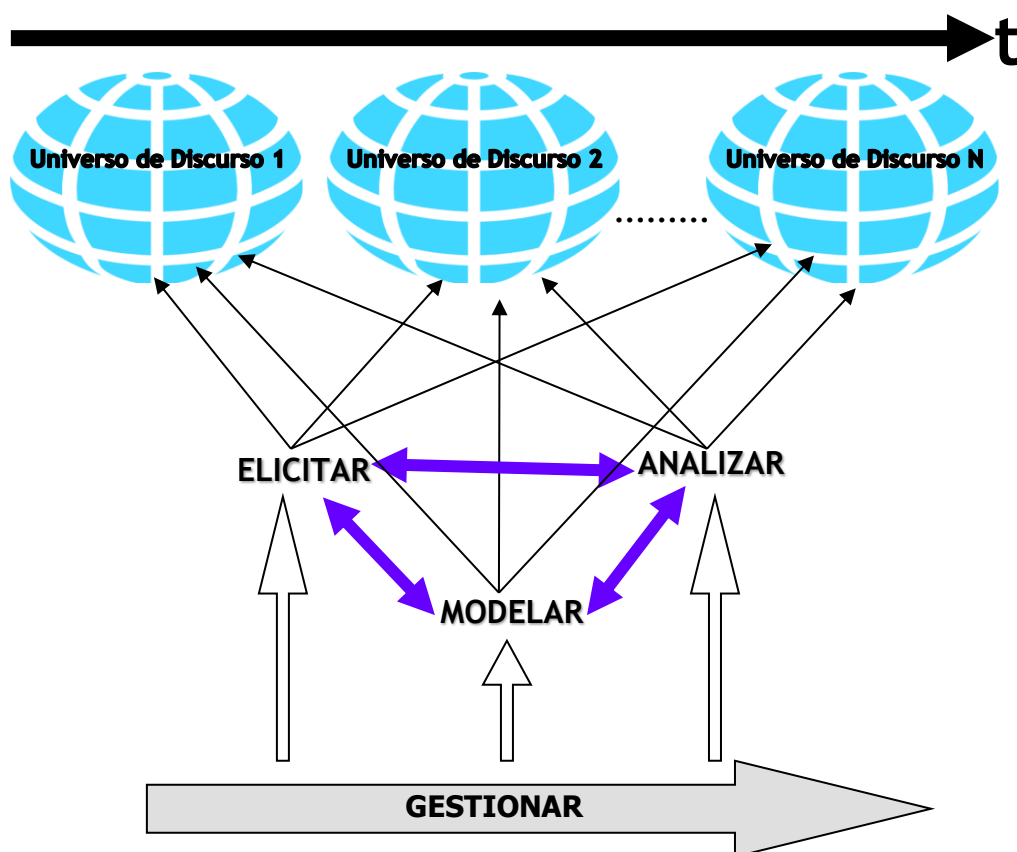 t
Universo de Discurso 1
Universo de Discurso 2
Universo de Discurso N
.........
ELICITAR
ANALIZAR
MODELAR
GESTIONAR